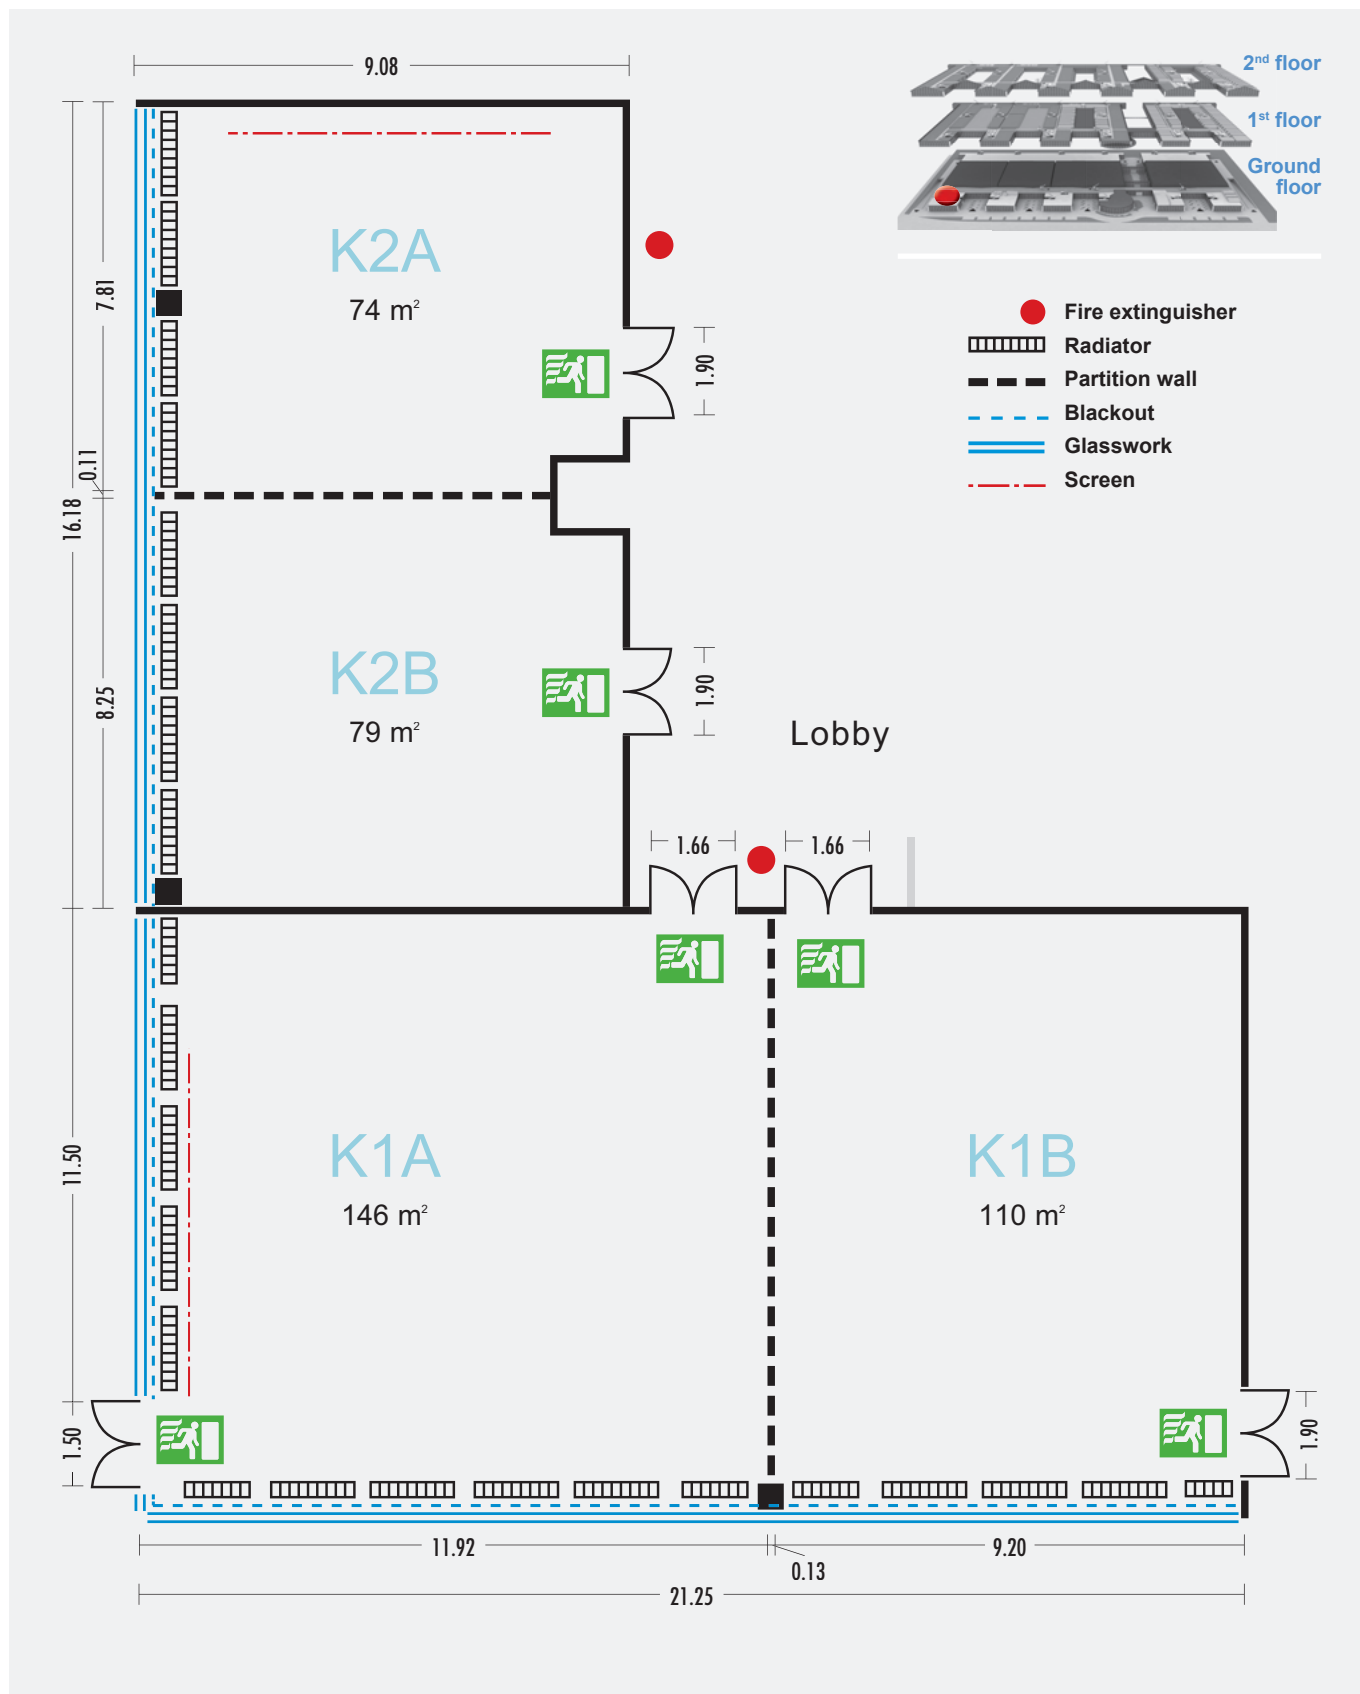 9.08
2nd floor
1st floor
Ground
floor
K2A
74 m²
7.81
1.90
Fire extinguisher
Radiator
Partition wall
Blackout
Glasswork
Screen
0.11
16.18
K2B
79 m²
8.25
1.90
Lobby
1.66
1.66
K1A
146 m²
K1B
110 m²
11.50
1.50
1.90
11.92
0.13
9.20
21.25